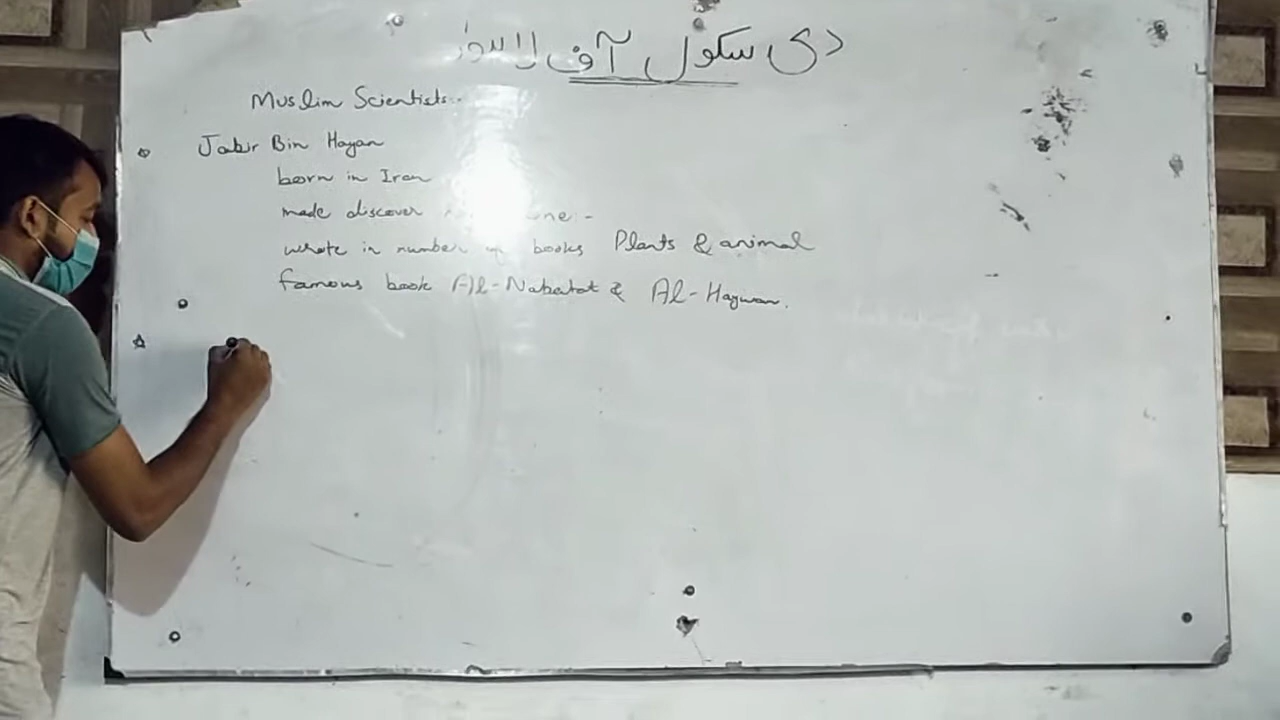 دی سکول آف لاہور
Muslim Scientists:-
Jabir Bin Hayan
born in Iran
made discover
wrote in number of books Plants & animal
famous book Al-Nabatat & Al-Haywan.